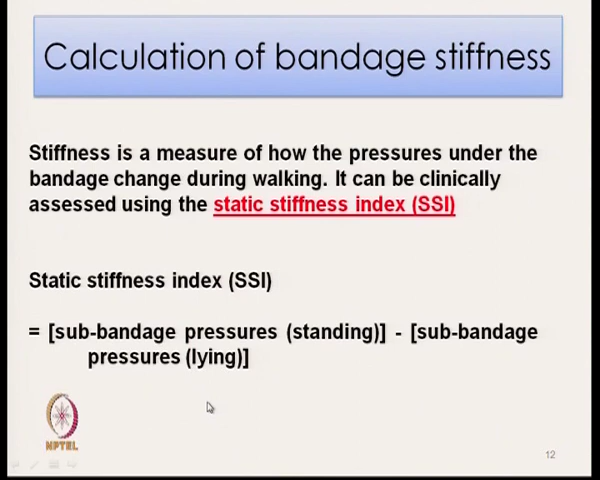 Calculation of bandage stiffness
Stiffness is a measure of how the pressures under the
bandage change during walking. It can be clinically
assessed using the static stiffness index (SSI)
Static stiffness index (SSI)
= [sub-bandage pressures (standing)] - [sub-bandage
pressures (lying)]
NPTEL
12